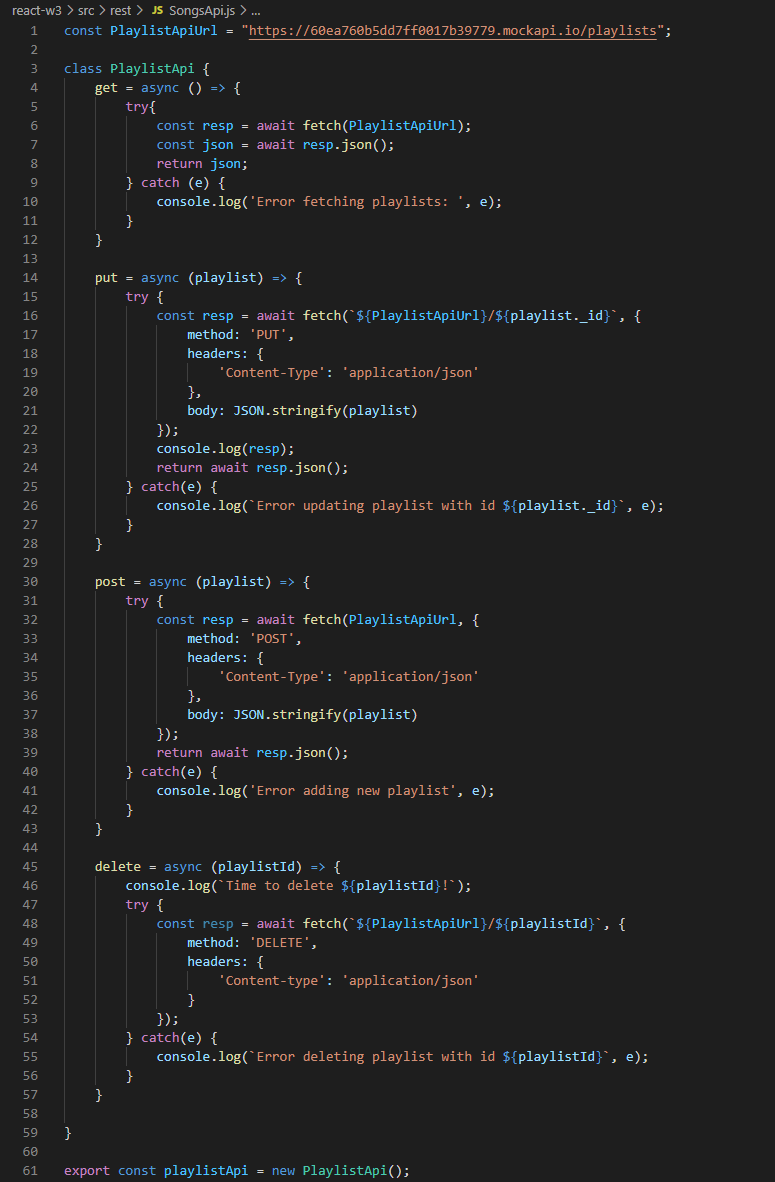 react-w3 > src > rest > JS SongsApi.js > ...
1 const PlaylistApiUrl = "https://60ea760b5dd7ff0017b39779.mockapi.io/playlists";
2
3 class PlaylistApi {
4     get = async () => {
5         try{
6             const resp = await fetch(PlaylistApiUrl);
7             const json = await resp.json();
8             return json;
9         } catch (e) {
10             console.log('Error fetching playlists: ', e);
11         }
12     }
13
14     put = async (playlist) => {
15         try {
16             const resp = await fetch(`${PlaylistApiUrl}/${playlist._id}`, {
17                 method: 'PUT',
18                 headers: {
19                     'Content-Type': 'application/json'
20                 },
21                 body: JSON.stringify(playlist)
22             });
23             console.log(resp);
24             return await resp.json();
25         } catch(e) {
26             console.log(`Error updating playlist with id ${playlist._id}`, e);
27         }
28     }
29
30     post = async (playlist) => {
31         try {
32             const resp = await fetch(PlaylistApiUrl, {
33                 method: 'POST',
34                 headers: {
35                     'Content-Type': 'application/json'
36                 },
37                 body: JSON.stringify(playlist)
38             });
39             return await resp.json();
40         } catch(e) {
41             console.log('Error adding new playlist', e);
42         }
43     }
44
45     delete = async (playlistId) => {
46         console.log(`Time to delete ${playlistId}!`);
47         try {
48             const resp = await fetch(`${PlaylistApiUrl}/${playlistId}`, {
49                 method: 'DELETE',
50                 headers: {
51                     'Content-type': 'application/json'
52                 }
53             });
54         } catch(e) {
55             console.log(`Error deleting playlist with id ${playlistId}`, e);
56         }
57     }
58
59 }
60
61 export const playlistApi = new PlaylistApi();